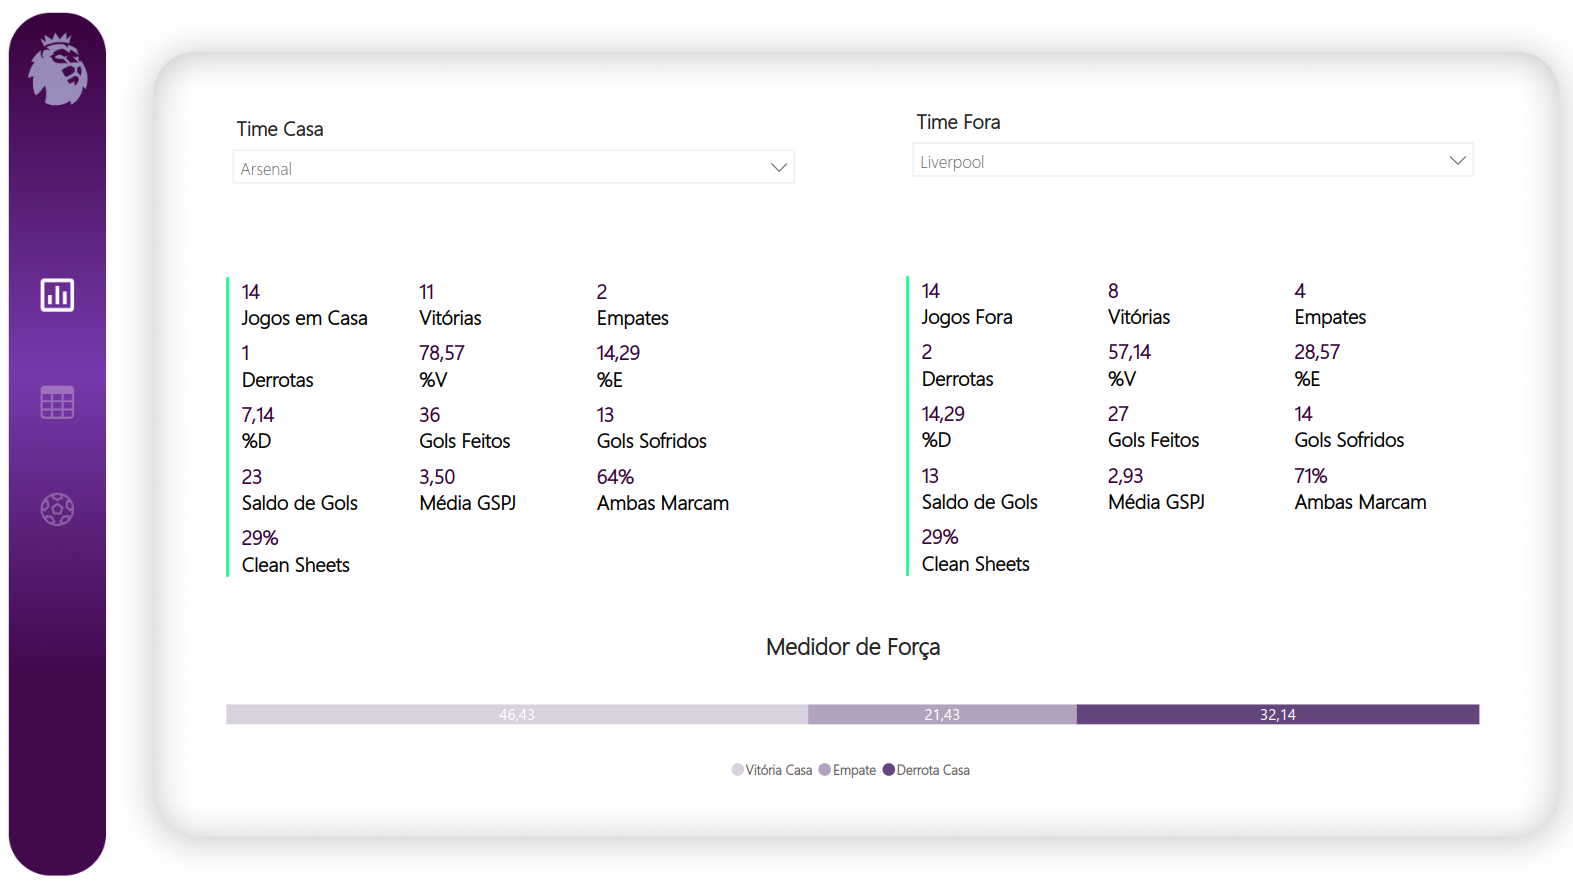 Time Casa
Arsenal
Time Fora
Liverpool
14 11 2
Jogos em Casa Vitórias Empates
1 78,57 14,29
Derrotas %V %E
7,14 36 13
%D Gols Feitos Gols Sofridos
23 3,50 64%
Saldo de Gols Média GSPJ Ambas Marcam
29%
Clean Sheets
14 8 4
Jogos Fora Vitórias Empates
2 57,14 28,57
Derrotas %V %E
14,29 27 14
%D Gols Feitos Gols Sofridos
13 2,93 71%
Saldo de Gols Média GSPJ Ambas Marcam
29%
Clean Sheets
Medidor de Força
46,43 21,43 32,14
Vitória Casa Empate Derrota Casa